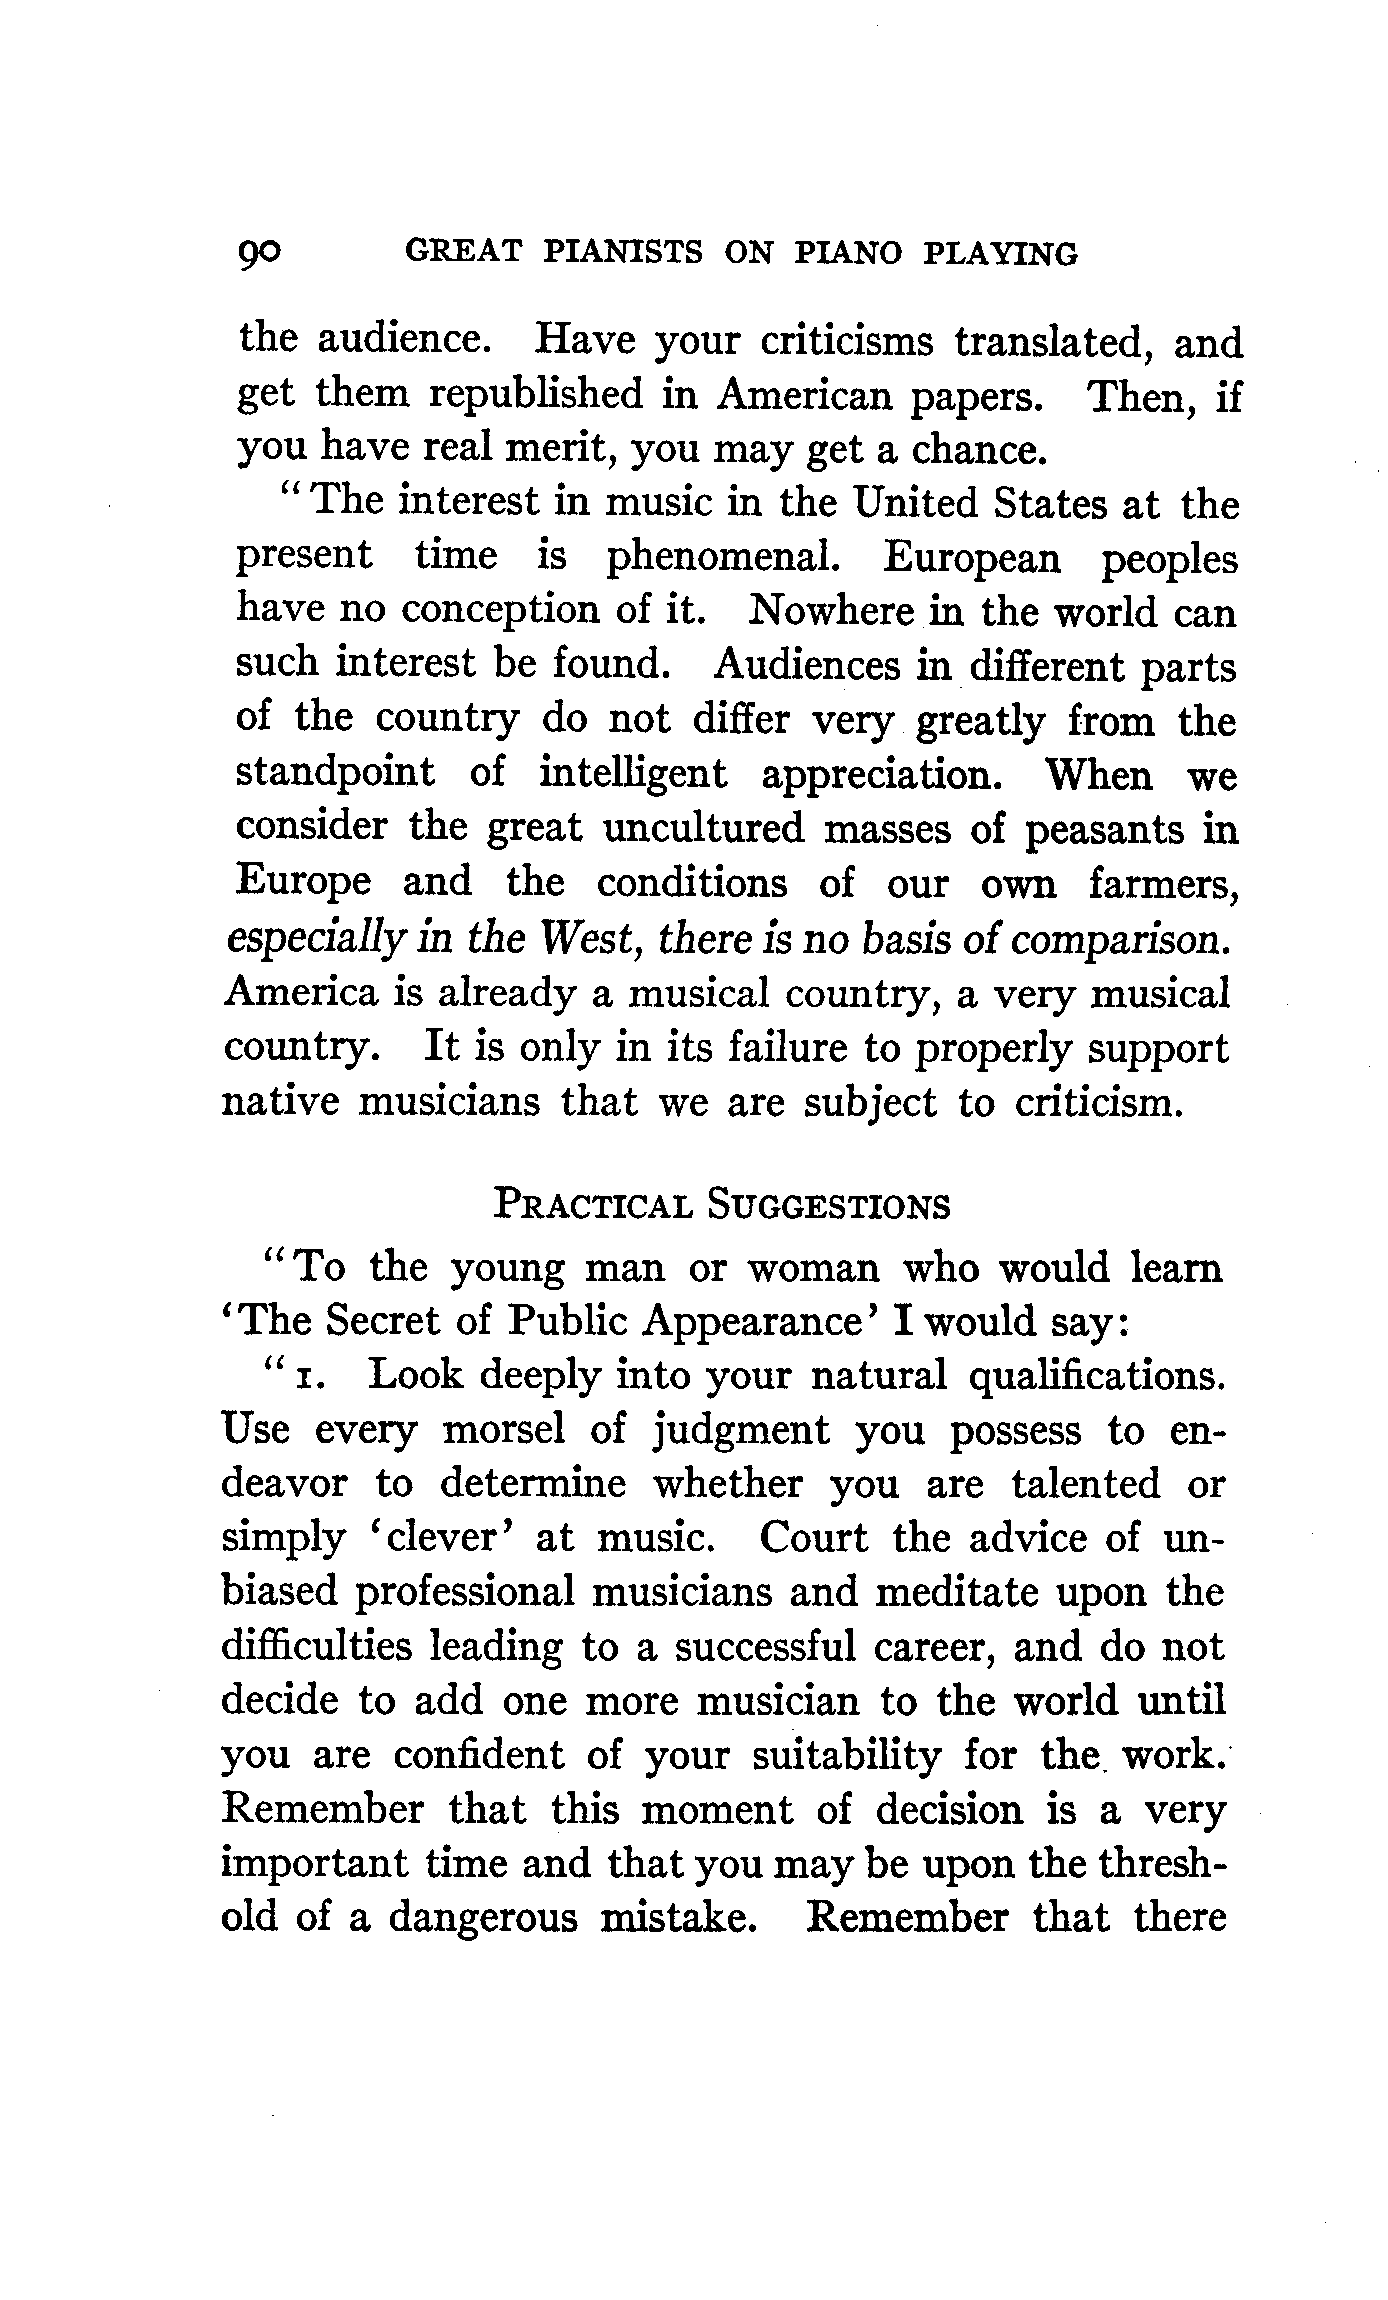 90 GREAT PIANISTS ON PIANO PLAYING
the audience. Have your criticisms translated, and
get them republished in American papers. Then, if
you have real merit, you may get a chance.
“The interest in music in the United States at the
present time is phenomenal. European peoples
have no conception of it. Nowhere in the world can
such interest be found. Audiences in different parts
of the country do not differ very greatly from the
standpoint of intelligent appreciation. When we
consider the great uncultured masses of peasants in
Europe and the conditions of our own farmers,
especially in the West, there is no basis of comparison.
America is already a musical country, a very musical
country. It is only in its failure to properly support
native musicians that we are subject to criticism.
PRACTICAL SUGGESTIONS
“To the young man or woman who would learn
‘The Secret of Public Appearance’ I would say:
“1. Look deeply into your natural qualifications.
Use every morsel of judgment you possess to en-
deavor to determine whether you are talented or
simply ‘clever’ at music. Court the advice of un-
biased professional musicians and meditate upon the
difficulties leading to a successful career, and do not
decide to add one more musician to the world until
you are confident of your suitability for the work.
Remember that this moment of decision is a very
important time and that you may be upon the thresh-
old of a dangerous mistake. Remember that there